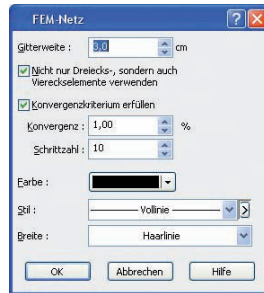 FEM-Netz
Gitterweite : 3,0 cm
Nicht nur Dreiecks-, sondern auch
Viereckselemente verwenden
Konvergenzkriterium erfüllen
Konvergenz : 1,00 %
Schrittzahl : 10
Farbe :
Stil : Vollinie
Breite : Haarlinie
OK Abbrechen Hilfe